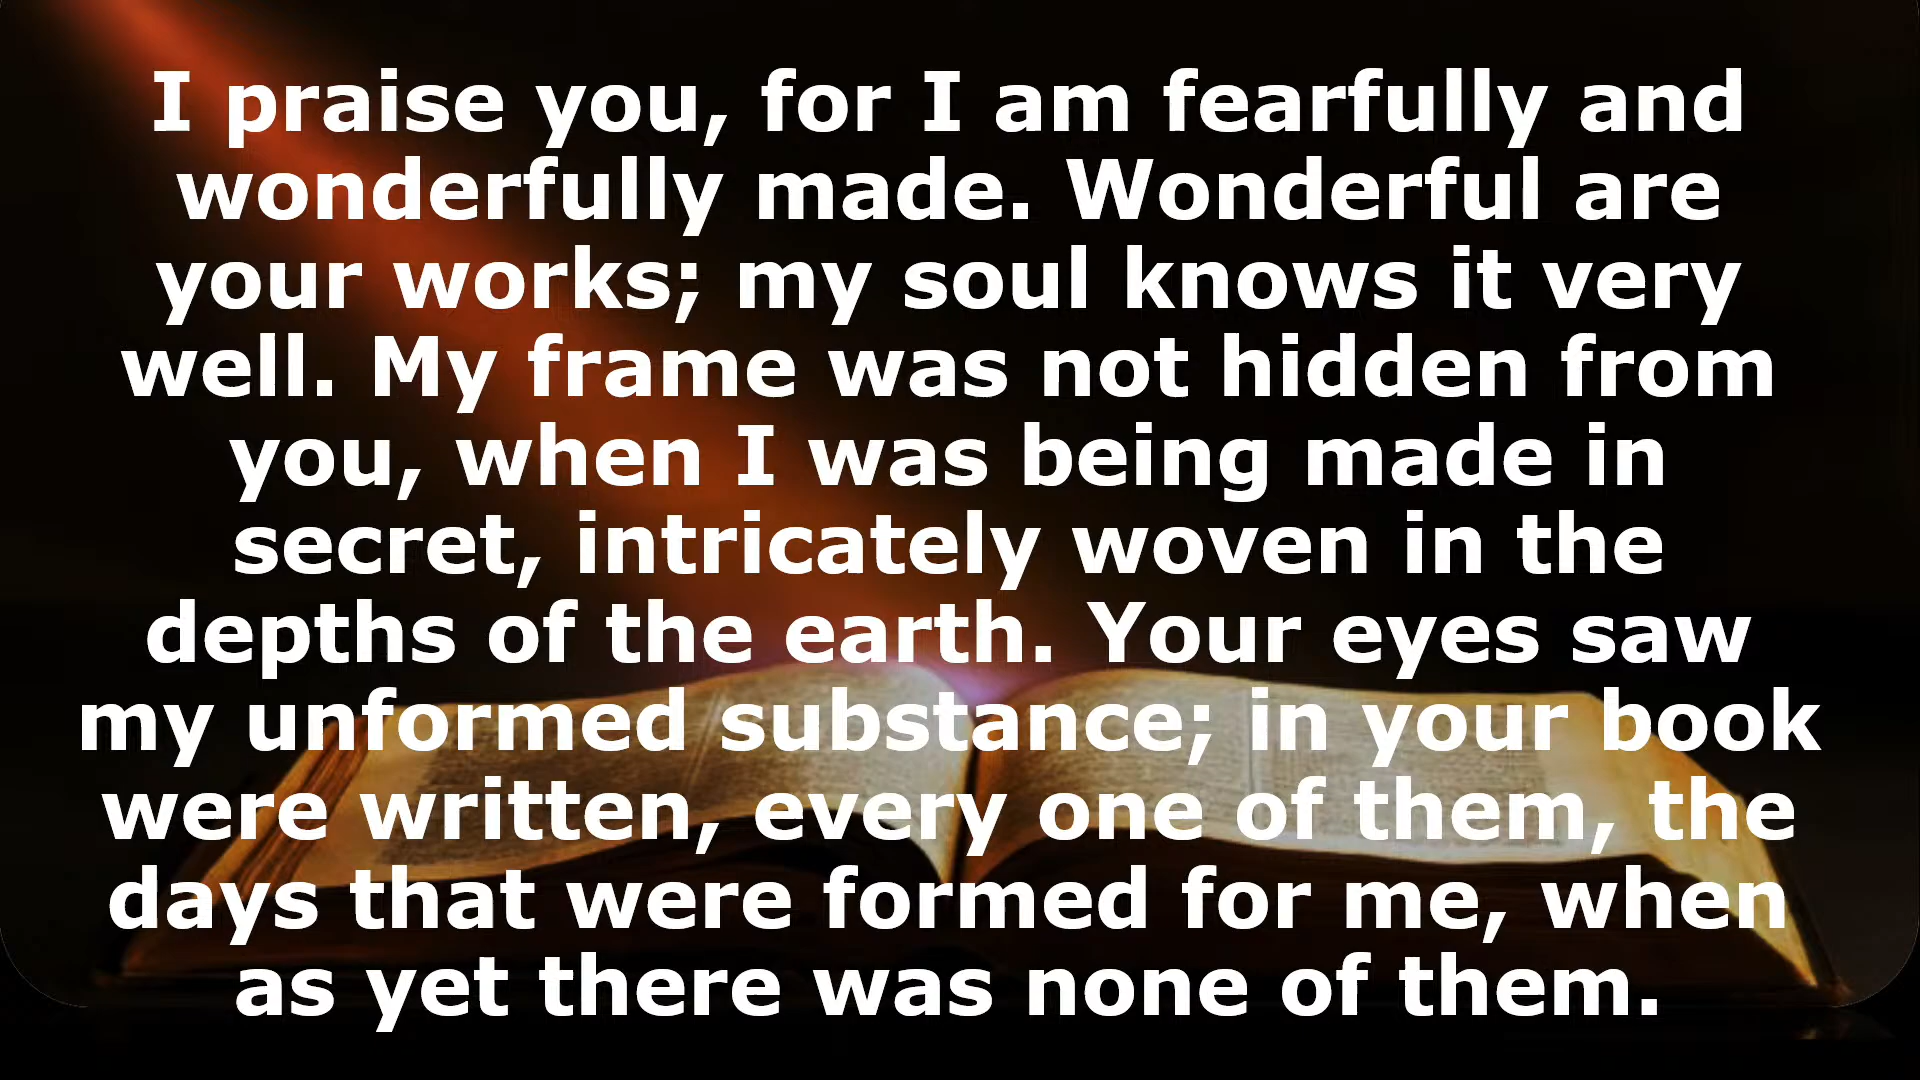 I praise you, for I am fearfully and
wonderfully made. Wonderful are
your works; my soul knows it very
well. My frame was not hidden from
you, when I was being made in
secret, intricately woven in the
depths of the earth. Your eyes saw
my unformed substance; in your book
were written, every one of them, the
days that were formed for me, when
as yet there was none of them.